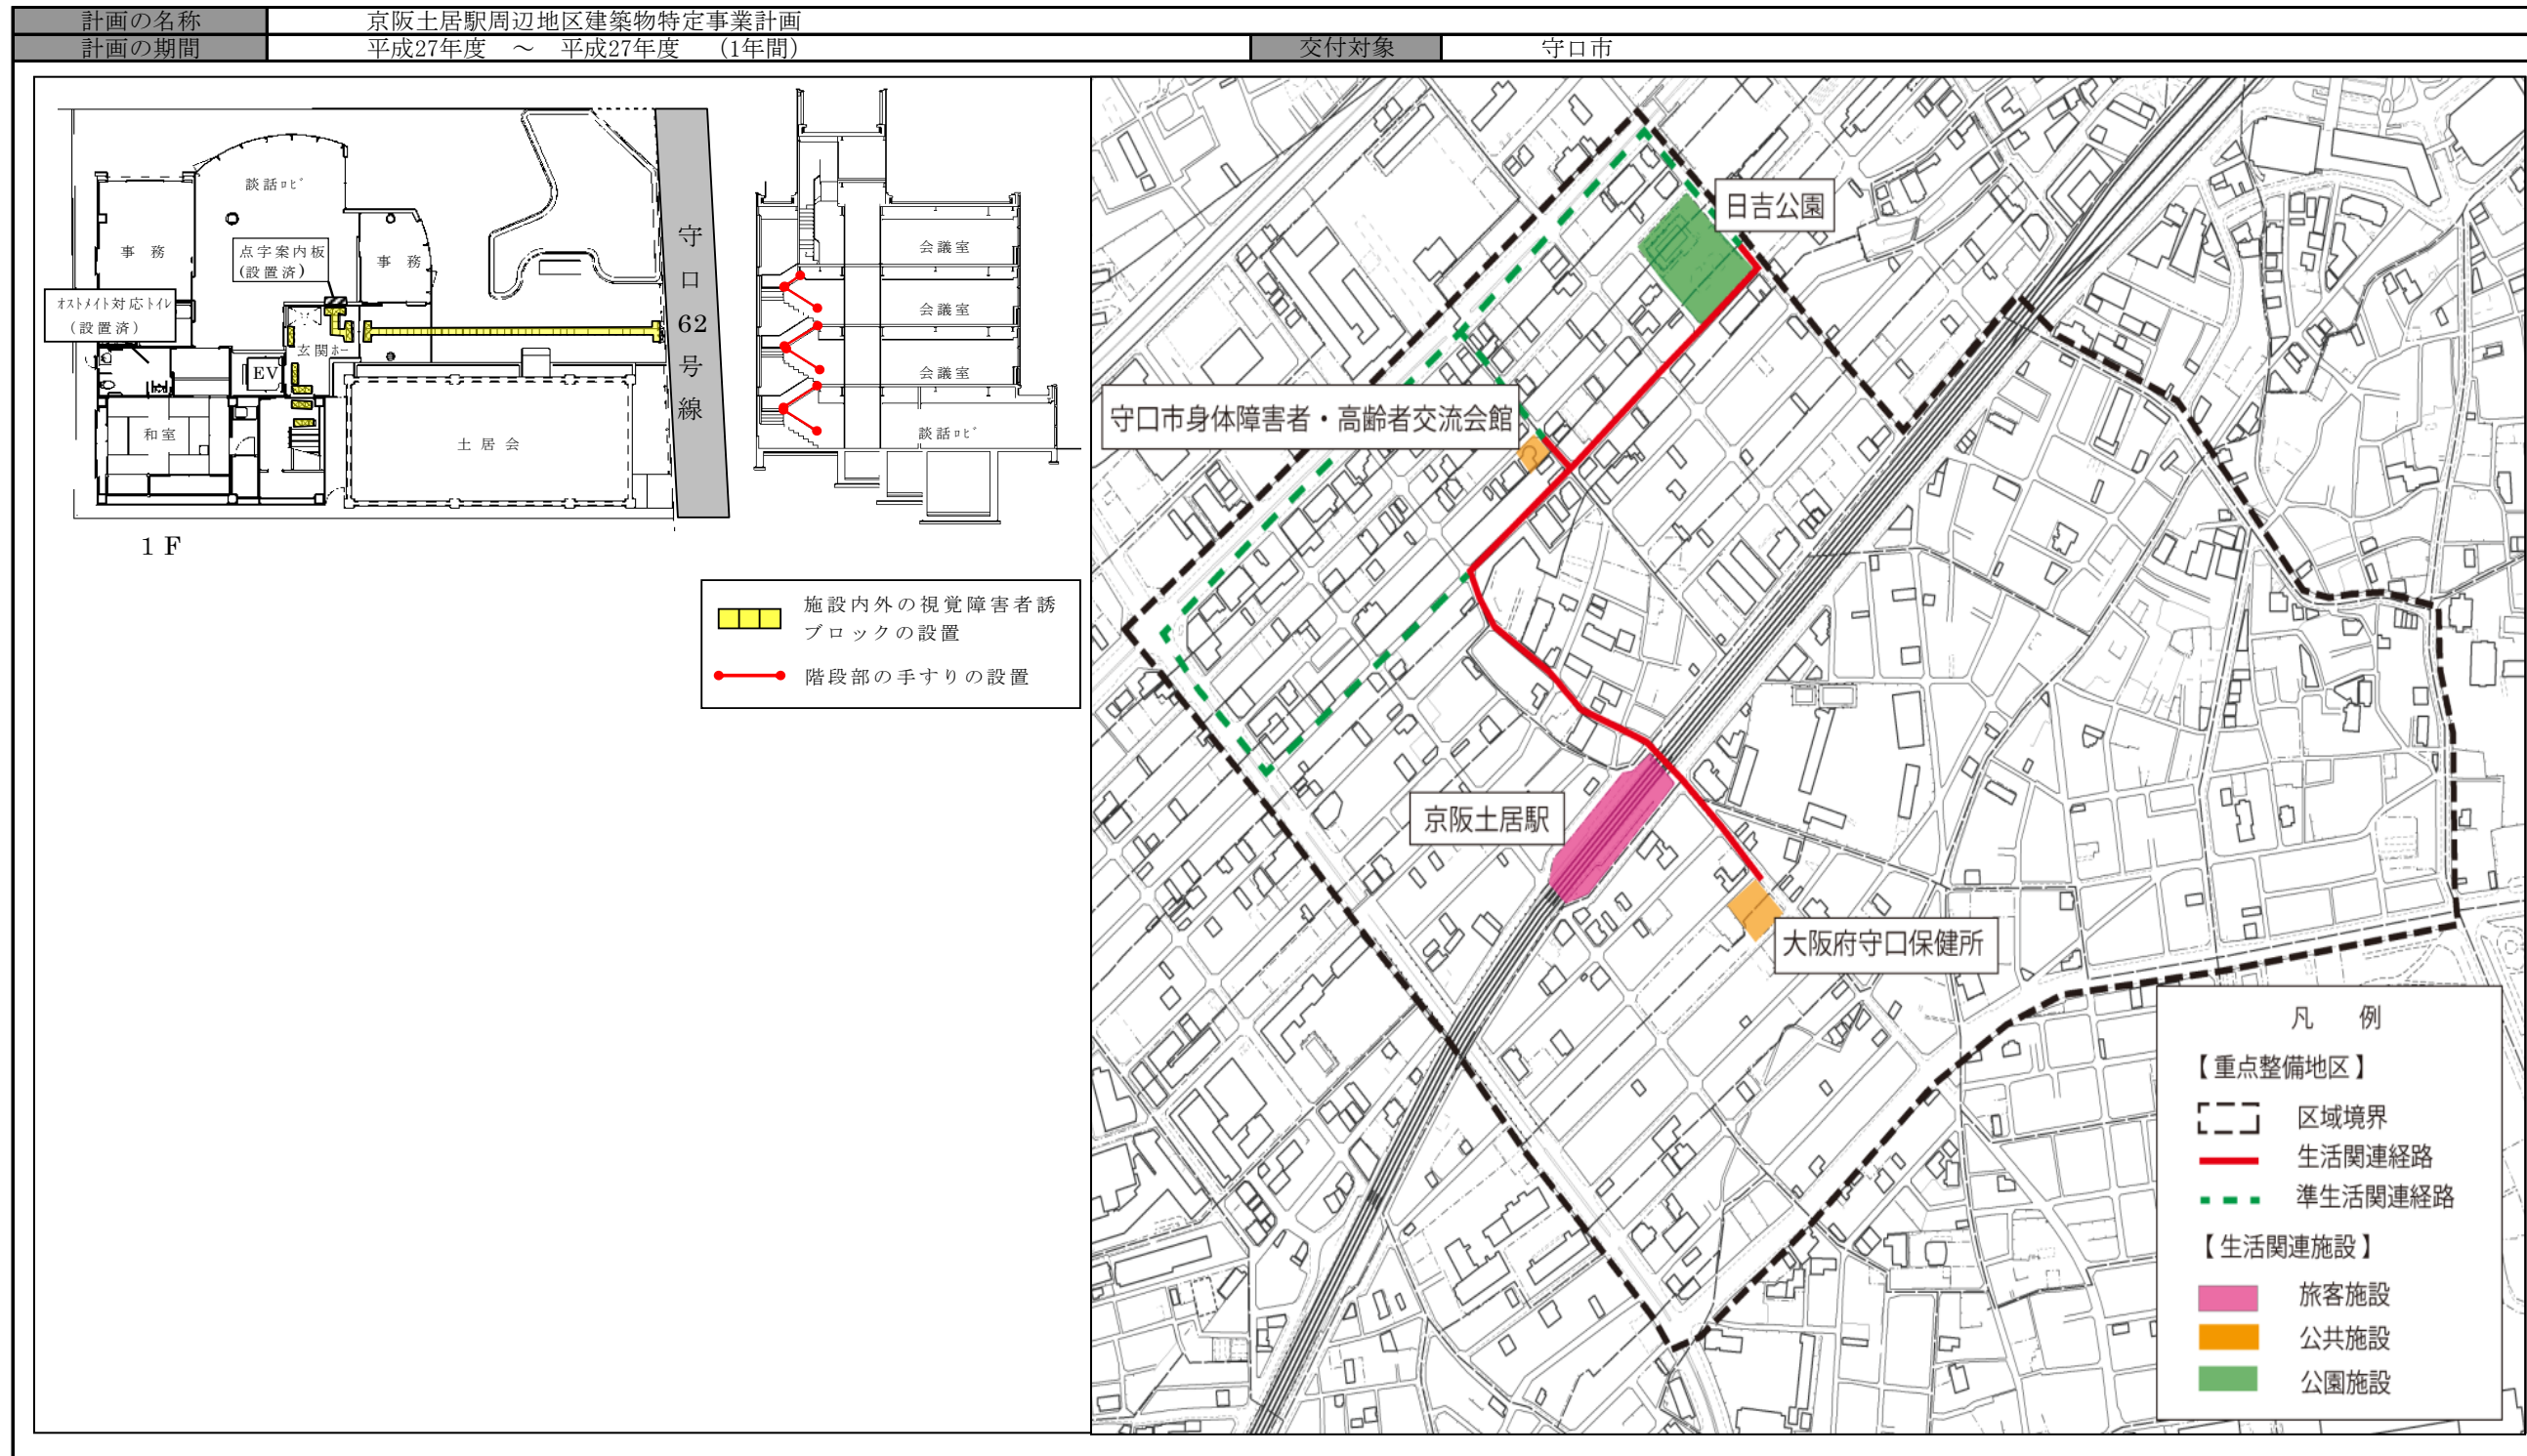 計画の名称 京阪土居駅周辺地区建築物特定事業計画
計画の期間 平成27年度 ～ 平成27年度 （1年間） 交付対象 守口市
談話ﾛﾋﾞ
事 務
点字案内板
(設置済)
事 務
ｵｽﾄﾒｲﾄ対応ﾄｲﾚ
(設置済)
玄関ﾎｰ
EV
和室
土居会
守口62号線
1F
会議室
会議室
会議室
談話ﾛﾋﾞ
施設内外の視覚障害者誘
ブロックの設置
階段部の手すりの設置
日吉公園
守口市身体障害者・高齢者交流会館
京阪土居駅
大阪府守口保健所
凡 例
【重点整備地区】
区域境界
生活関連経路
準生活関連経路
【生活関連施設】
旅客施設
公共施設
公園施設